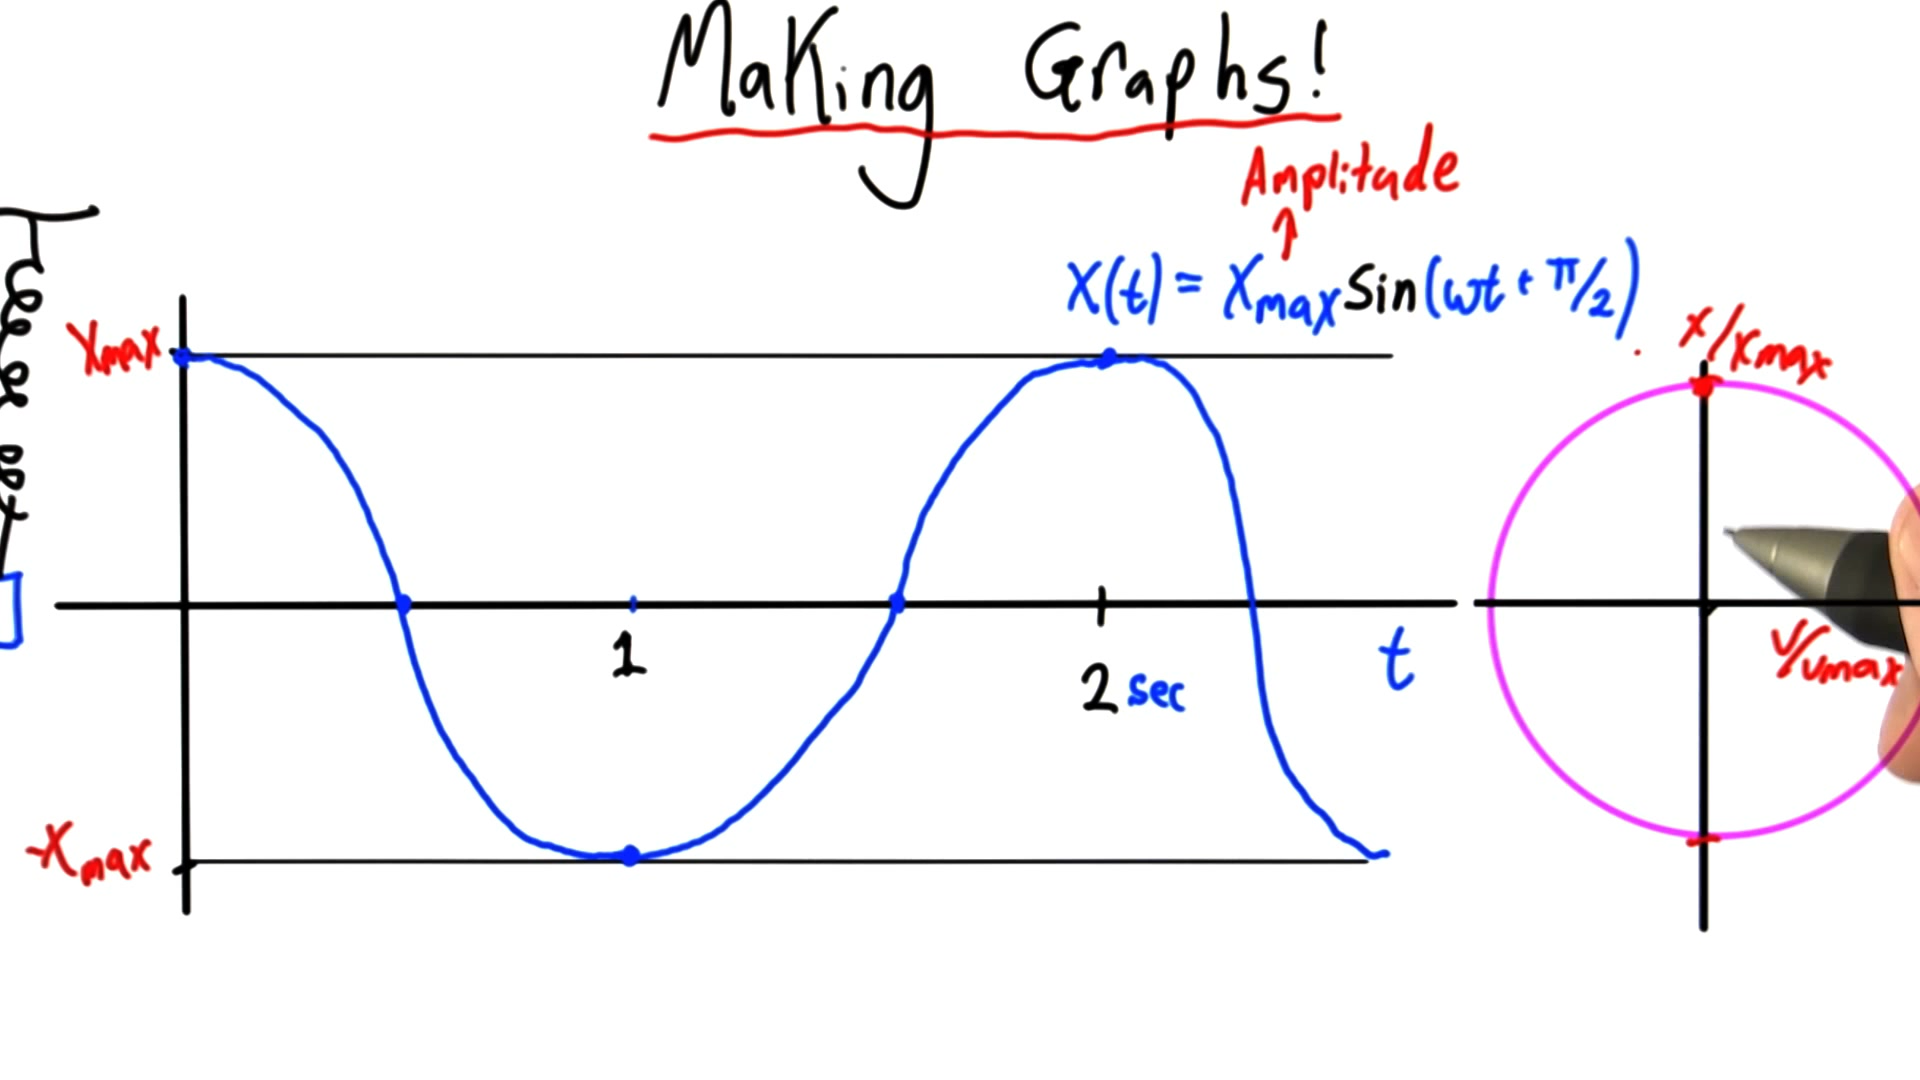 Making Graphs!
Amplitude
X(t) = Xmax sin(ωt + π/2)
Xmax
x/xmax
1
2 sec
t
v/vmax
-Xmax